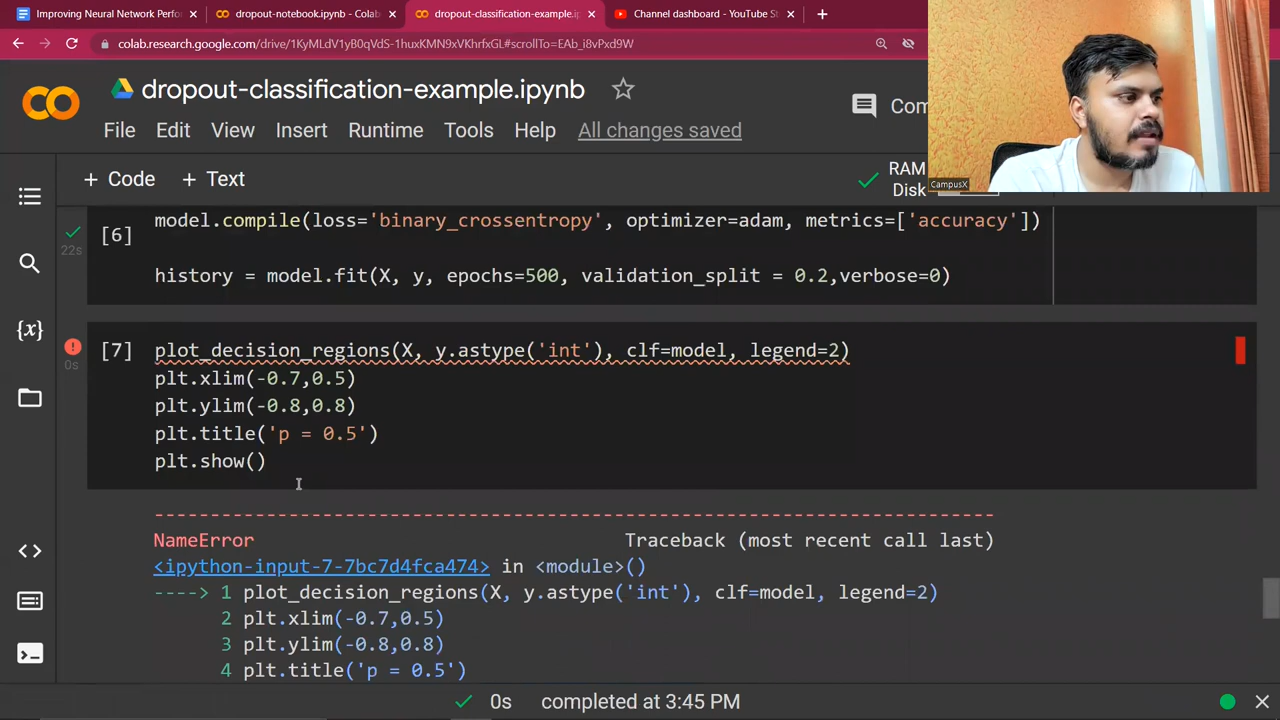 Improving Neural Network Perfo
dropout-notebook.ipynb - Colab
dropout-classification-example.ip
Channel dashboard - YouTube S
colab.research.google.com/drive/1KyMLdV1yB0qVdS-1huxKMN9xVKhrfxGL#scrollTo=EAb_i8vPxd9W
CO
dropout-classification-example.ipynb
Com
File Edit View Insert Runtime Tools Help All changes saved
+ Code + Text
RAM
Disk
CampusX
{x}
[6]
22s
model.compile(loss='binary_crossentropy', optimizer=adam, metrics=['accuracy'])
history = model.fit(X, y, epochs=500, validation_split = 0.2,verbose=0)
[7]
0s
plot_decision_regions(X, y.astype('int'), clf=model, legend=2)
plt.xlim(-0.7,0.5)
plt.ylim(-0.8,0.8)
plt.title('p = 0.5')
plt.show()
---------------------------------------------------------------------------
NameError Traceback (most recent call last)
<ipython-input-7-7bc7d4fca474> in <module>()
----> 1 plot_decision_regions(X, y.astype('int'), clf=model, legend=2)
2 plt.xlim(-0.7,0.5)
3 plt.ylim(-0.8,0.8)
4 plt.title('p = 0.5')
0s completed at 3:45 PM